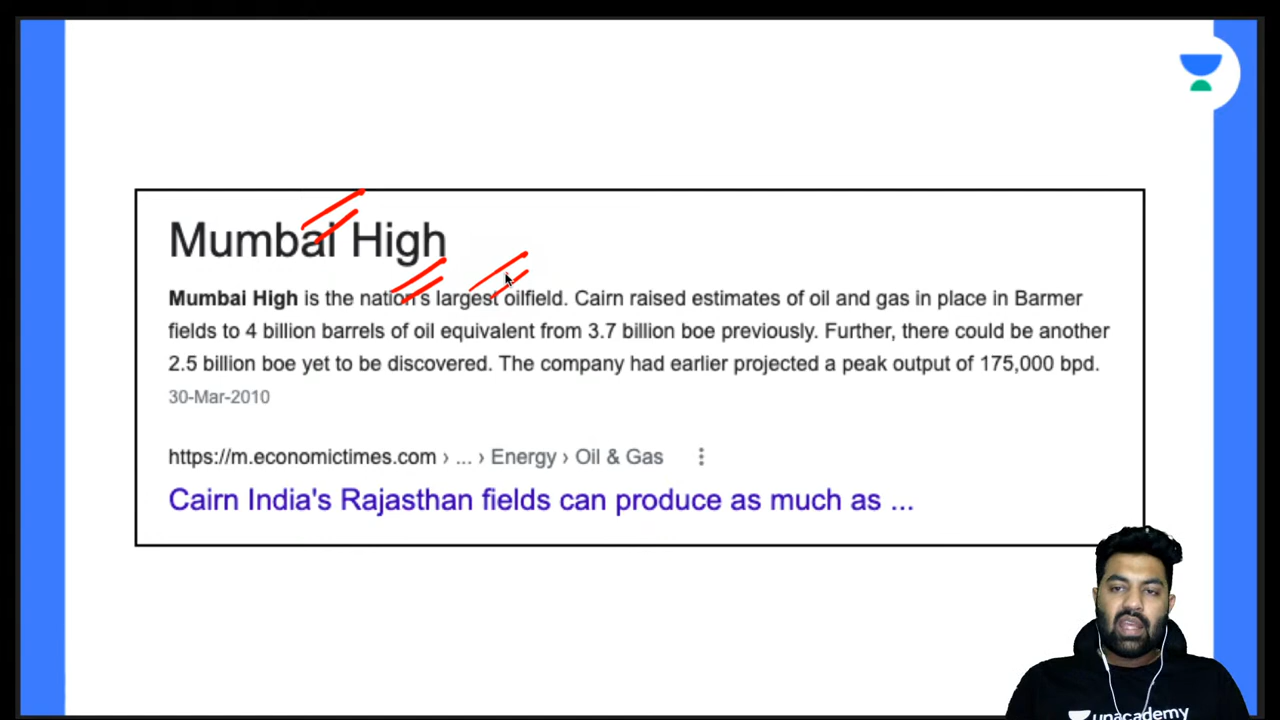 Mumbai High
Mumbai High is the nation's largest oilfield. Cairn raised estimates of oil and gas in place in Barmer
fields to 4 billion barrels of oil equivalent from 3.7 billion boe previously. Further, there could be another
2.5 billion boe yet to be discovered. The company had earlier projected a peak output of 175,000 bpd.
30-Mar-2010
https://m.economictimes.com › ... › Energy › Oil & Gas
Cairn India's Rajasthan fields can produce as much as ...
unacademy